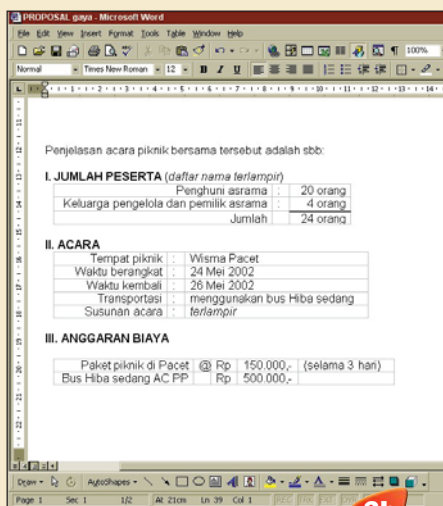 PROPOSAL gaya - Microsoft Word
File Edit View Insert Format Tools Table Window Help
100%
Normal Times New Roman 12 B I U
Penjelasan acara piknik bersama tersebut adalah sbb:
I. JUMLAH PESERTA (daftar nama terlampir)
Penghuni asrama : 20 orang
Keluarga pengelola dan pemilik asrama : 4 orang
Jumlah 24 orang
II. ACARA
Tempat piknik : Wisma Pacet
Waktu berangkat : 24 Mei 2002
Waktu kembali : 26 Mei 2002
Transportasi : menggunakan bus Hiba sedang
Susunan acara : terlampir
III. ANGGARAN BIAYA
Paket piknik di Pacet @ Rp 150.000,- (selama 3 hari)
Bus Hiba sedang AC PP Rp 500.000,-
Draw AutoShapes
Page 1 Sec 1 1/2 At 21cm Ln 39 Col 1 REC TRK EXT OVR